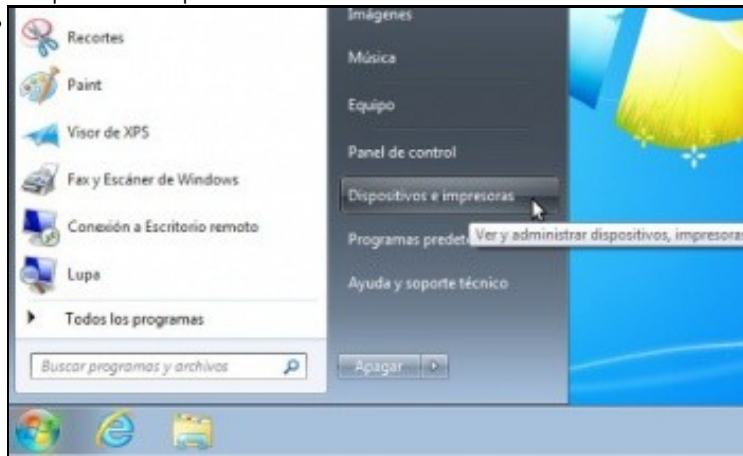 Recortes
Paint
Visor de XPS
Fax y Escáner de Windows
Conexión a Escritorio remoto
Lupa
Todos los programas
Buscar programas y archivos
Imágenes
Música
Equipo
Panel de control
Dispositivos e impresoras
Programas predet
Ver y administrar dispositivos, impresoras
Ayuda y soporte técnico
Apagar